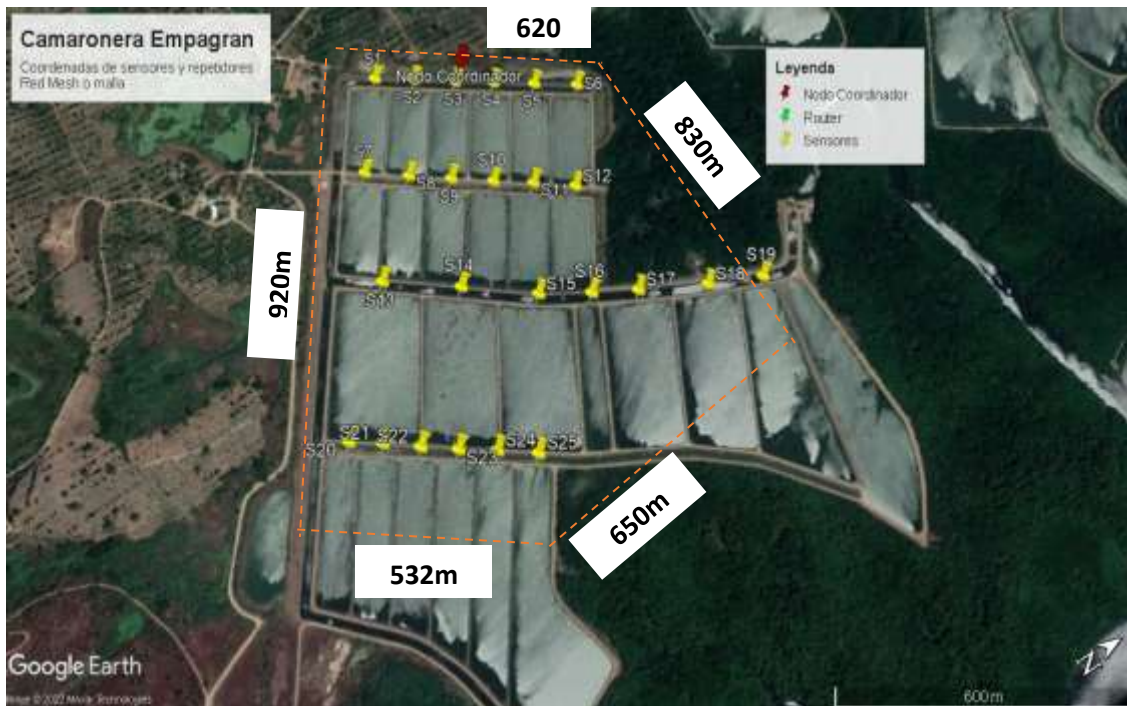 Camaronera Empagran
Coordenadas de sensores y repetidores
Red Mesh o malla
620
Leyenda
Nodo Coordinador
Router
Sensores
S1
Nodo Coordinador
S2
S3
S4
S5
S6
830m
S7
S8
S9
S10
S11
S12
920m
S13
S14
S15
S16
S17
S18
S19
S20
S21
S22
S23
S24
S25
650m
532m
Google Earth
600 m
N